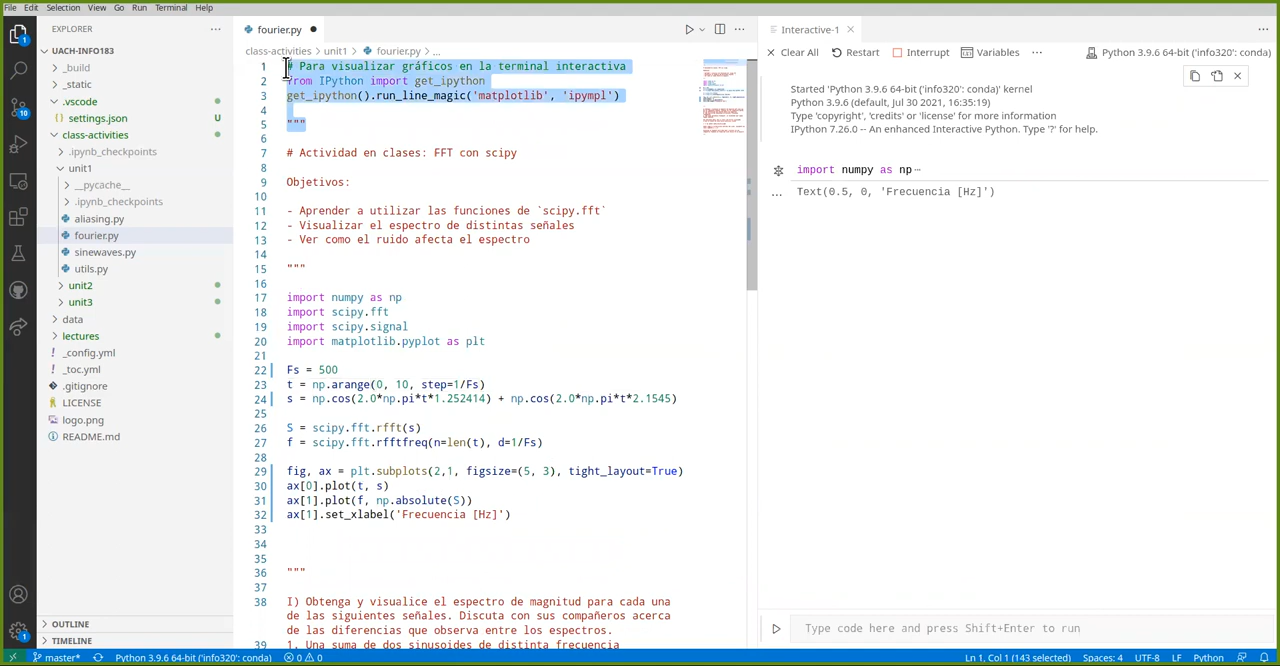 File Edit Selection View Go Run Terminal Help
EXPLORER ...
UACH-INFO183
_build
_static
.vscode
settings.json U
class-activities
.ipynb_checkpoints
unit1
__pycache__
.ipynb_checkpoints
aliasing.py
fourier.py
sinewaves.py
utils.py
unit2
unit3
data
lectures
_config.yml
_toc.yml
.gitignore
LICENSE
logo.png
README.md
OUTLINE
TIMELINE
1
10
1
fourier.py
class-activities > unit1 > fourier.py > ...
1 # Para visualizar gráficos en la terminal interactiva
2 from IPython import get_ipython
3 get_ipython().run_line_magic('matplotlib', 'ipympl')
4
5 """
6
7 # Actividad en clases: FFT con scipy
8
9 Objetivos:
10
11 - Aprender a utilizar las funciones de `scipy.fft`
12 - Visualizar el espectro de distintas señales
13 - Ver como el ruido afecta el espectro
14
15 """
16
17 import numpy as np
18 import scipy.fft
19 import scipy.signal
20 import matplotlib.pyplot as plt
21
22 Fs = 500
23 t = np.arange(0, 10, step=1/Fs)
24 s = np.cos(2.0*np.pi*t*1.252414) + np.cos(2.0*np.pi*t*2.1545)
25
26 S = scipy.fft.rfft(s)
27 f = scipy.fft.rfftfreq(n=len(t), d=1/Fs)
28
29 fig, ax = plt.subplots(2,1, figsize=(5, 3), tight_layout=True)
30 ax[0].plot(t, s)
31 ax[1].plot(f, np.absolute(S))
32 ax[1].set_xlabel('Frecuencia [Hz]')
33
34
35
36 """
37
38 I) Obtenga y visualice el espectro de magnitud para cada una
de las siguientes señales. Discuta con sus compañeros acerca
de las diferencias que observa entre los espectros.
39 1. Una suma de dos sinusoides de distinta frecuencia
Interactive-1
Clear All Restart Interrupt Variables ... Python 3.9.6 64-bit ('info320': conda)
Started 'Python 3.9.6 64-bit ('info320': conda)' kernel
Python 3.9.6 (default, Jul 30 2021, 16:35:19)
Type 'copyright', 'credits' or 'license' for more information
IPython 7.26.0 -- An enhanced Interactive Python. Type '?' for help.
import numpy as np ...
... Text(0.5, 0, 'Frecuencia [Hz]')
Type code here and press Shift+Enter to run
master* Python 3.9.6 64-bit ('info320': conda) 0 0 Ln 1, Col 1 (143 selected) Spaces: 4 UTF-8 LF Python